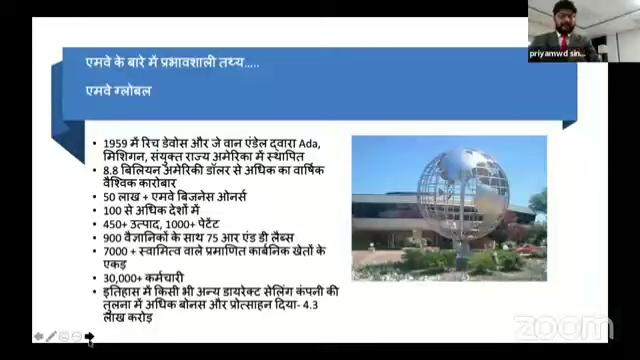 priyamwd sin...
एमवे के बारे में प्रभावशाली तथ्य.....
एमवे ग्लोबल
• 1959 में रिच डेवोस और जे वान एंडेल द्वारा Ada,
मिशिगन, संयुक्त राज्य अमेरिका में स्थापित
• 8.8 बिलियन अमेरिकी डॉलर से अधिक का वार्षिक
वैश्विक कारोबार
• 50 लाख + एमवे बिजनेस ओनर्स
• 100 से अधिक देशों में
• 450+ उत्पाद, 1000+ पेटेंट
• 900 वैज्ञानिकों के साथ 75 आर एंड डी लैब्स
• 7000 + स्वामित्व वाले प्रमाणित कार्बनिक खेतों के
एकड़
• 30,000+ कर्मचारी
• इतिहास में किसी भी अन्य डायरेक्ट सेलिंग कंपनी की
तुलना में अधिक बोनस और प्रोत्साहन दिया- 4.3
लाख करोड़
zoom